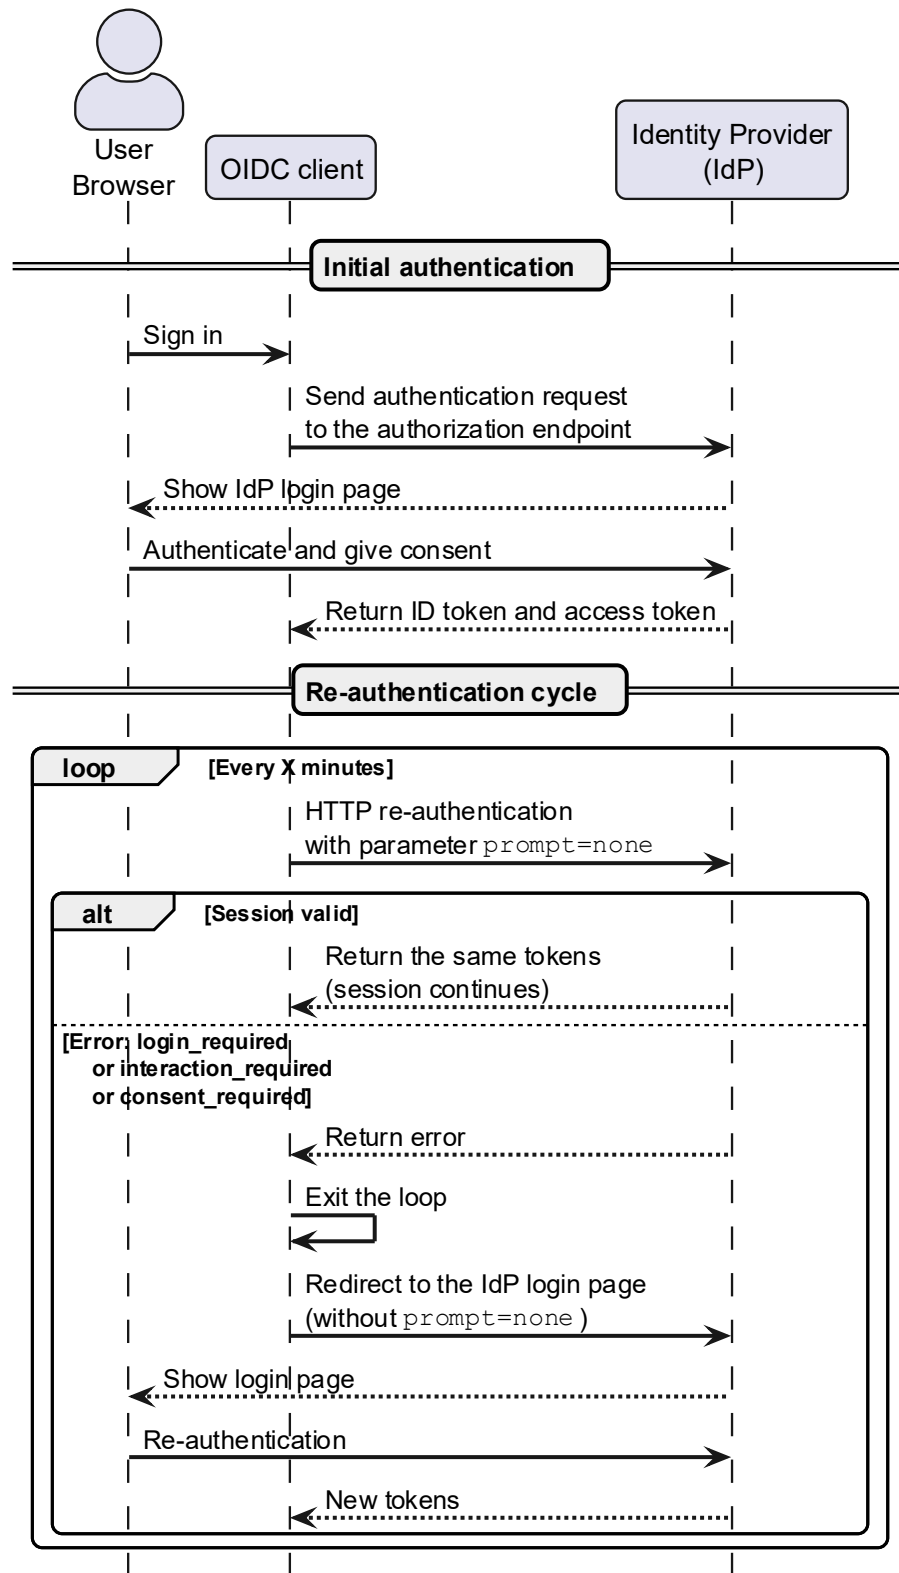 User
Browser
OIDC client
Identity Provider
(IdP)
Initial authentication
Sign in
Send authentication request
to the authorization endpoint
Show IdP login page
Authenticate and give consent
Return ID token and access token
Re-authentication cycle
loop
[Every X minutes]
HTTP re-authentication
with parameter prompt=none
alt
[Session valid]
Return the same tokens
(session continues)
[Error: login_required
or interaction_required
or consent_required]
Return error
Exit the loop
Redirect to the IdP login page
(without prompt=none )
Show login page
Re-authentication
New tokens